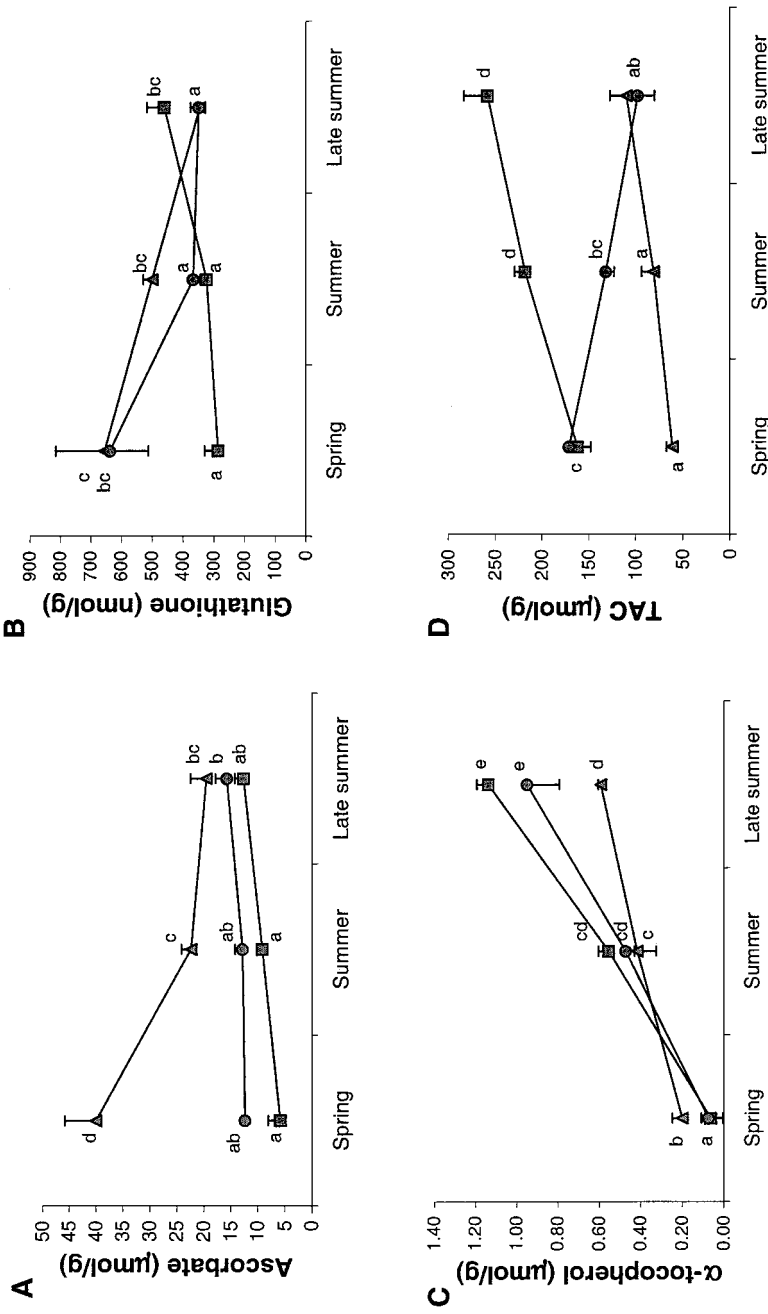 A
Ascorbate (µmol/g)
50
45
40
35
30
25
20
15
10
5
0
d
c
bc
b
ab
ab
ab
a
a
Spring
Summer
Late summer
B
Glutathione (nmol/g)
900
800
700
600
500
400
300
200
100
0
c
bc
bc
bc
a
a
a
a
Spring
Summer
Late summer
C
α-tocopherol (µmol/g)
1.40
1.20
1.00
0.80
0.60
0.40
0.20
0.00
e
e
d
cd
cd
c
b
a
Spring
Summer
Late summer
D
TAC (µmol/g)
300
250
200
150
100
50
0
d
d
c
bc
ab
a
a
Spring
Summer
Late summer